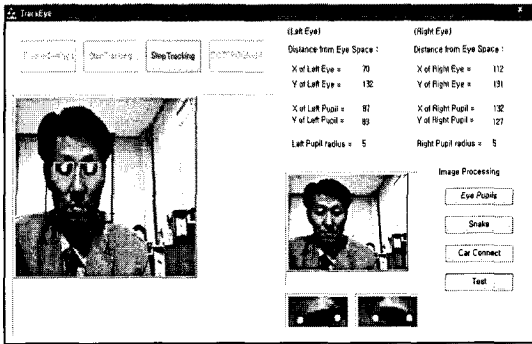 TrackEye
x
Stop Tracking
(Left Eye)
(Right Eye)
Distance from Eye Space :
Distance from Eye Space :
X of Left Eye = 70
X of Right Eye = 112
Y of Left Eye = 132
Y of Right Eye = 131
X of Left Pupil = 87
X of Right Pupil = 132
Y of Left Pupil = 83
Y of Right Pupil = 127
Left Pupil radius = 5
Right Pupil radius = 5
Image Processing
Eye Pupils
Snake
Car Connect
Test